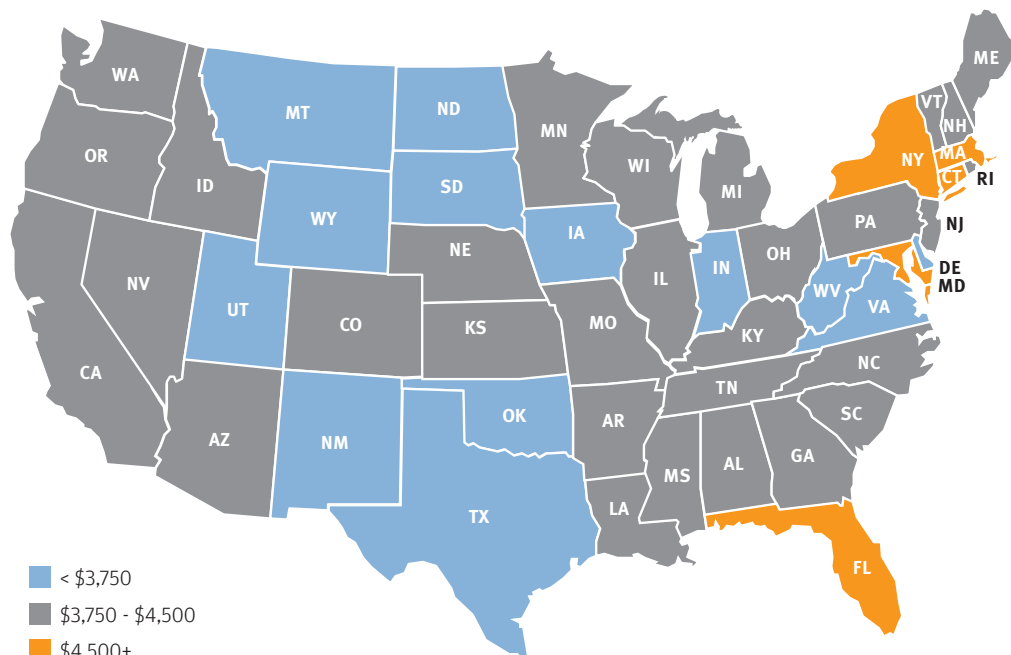 ME
WA
VT
MT
ND
NH
MN
OR
NY
MA
WI
CT
RI
ID
SD
MI
WY
PA
NJ
IA
NE
OH
IN
DE
IL
NV
MD
WV
UT
VA
CO
MO
KS
KY
CA
NC
TN
OK
SC
AR
AZ
NM
GA
AL
MS
LA
TX
FL
< $3,750
$3,750 - $4,500
$4,500+